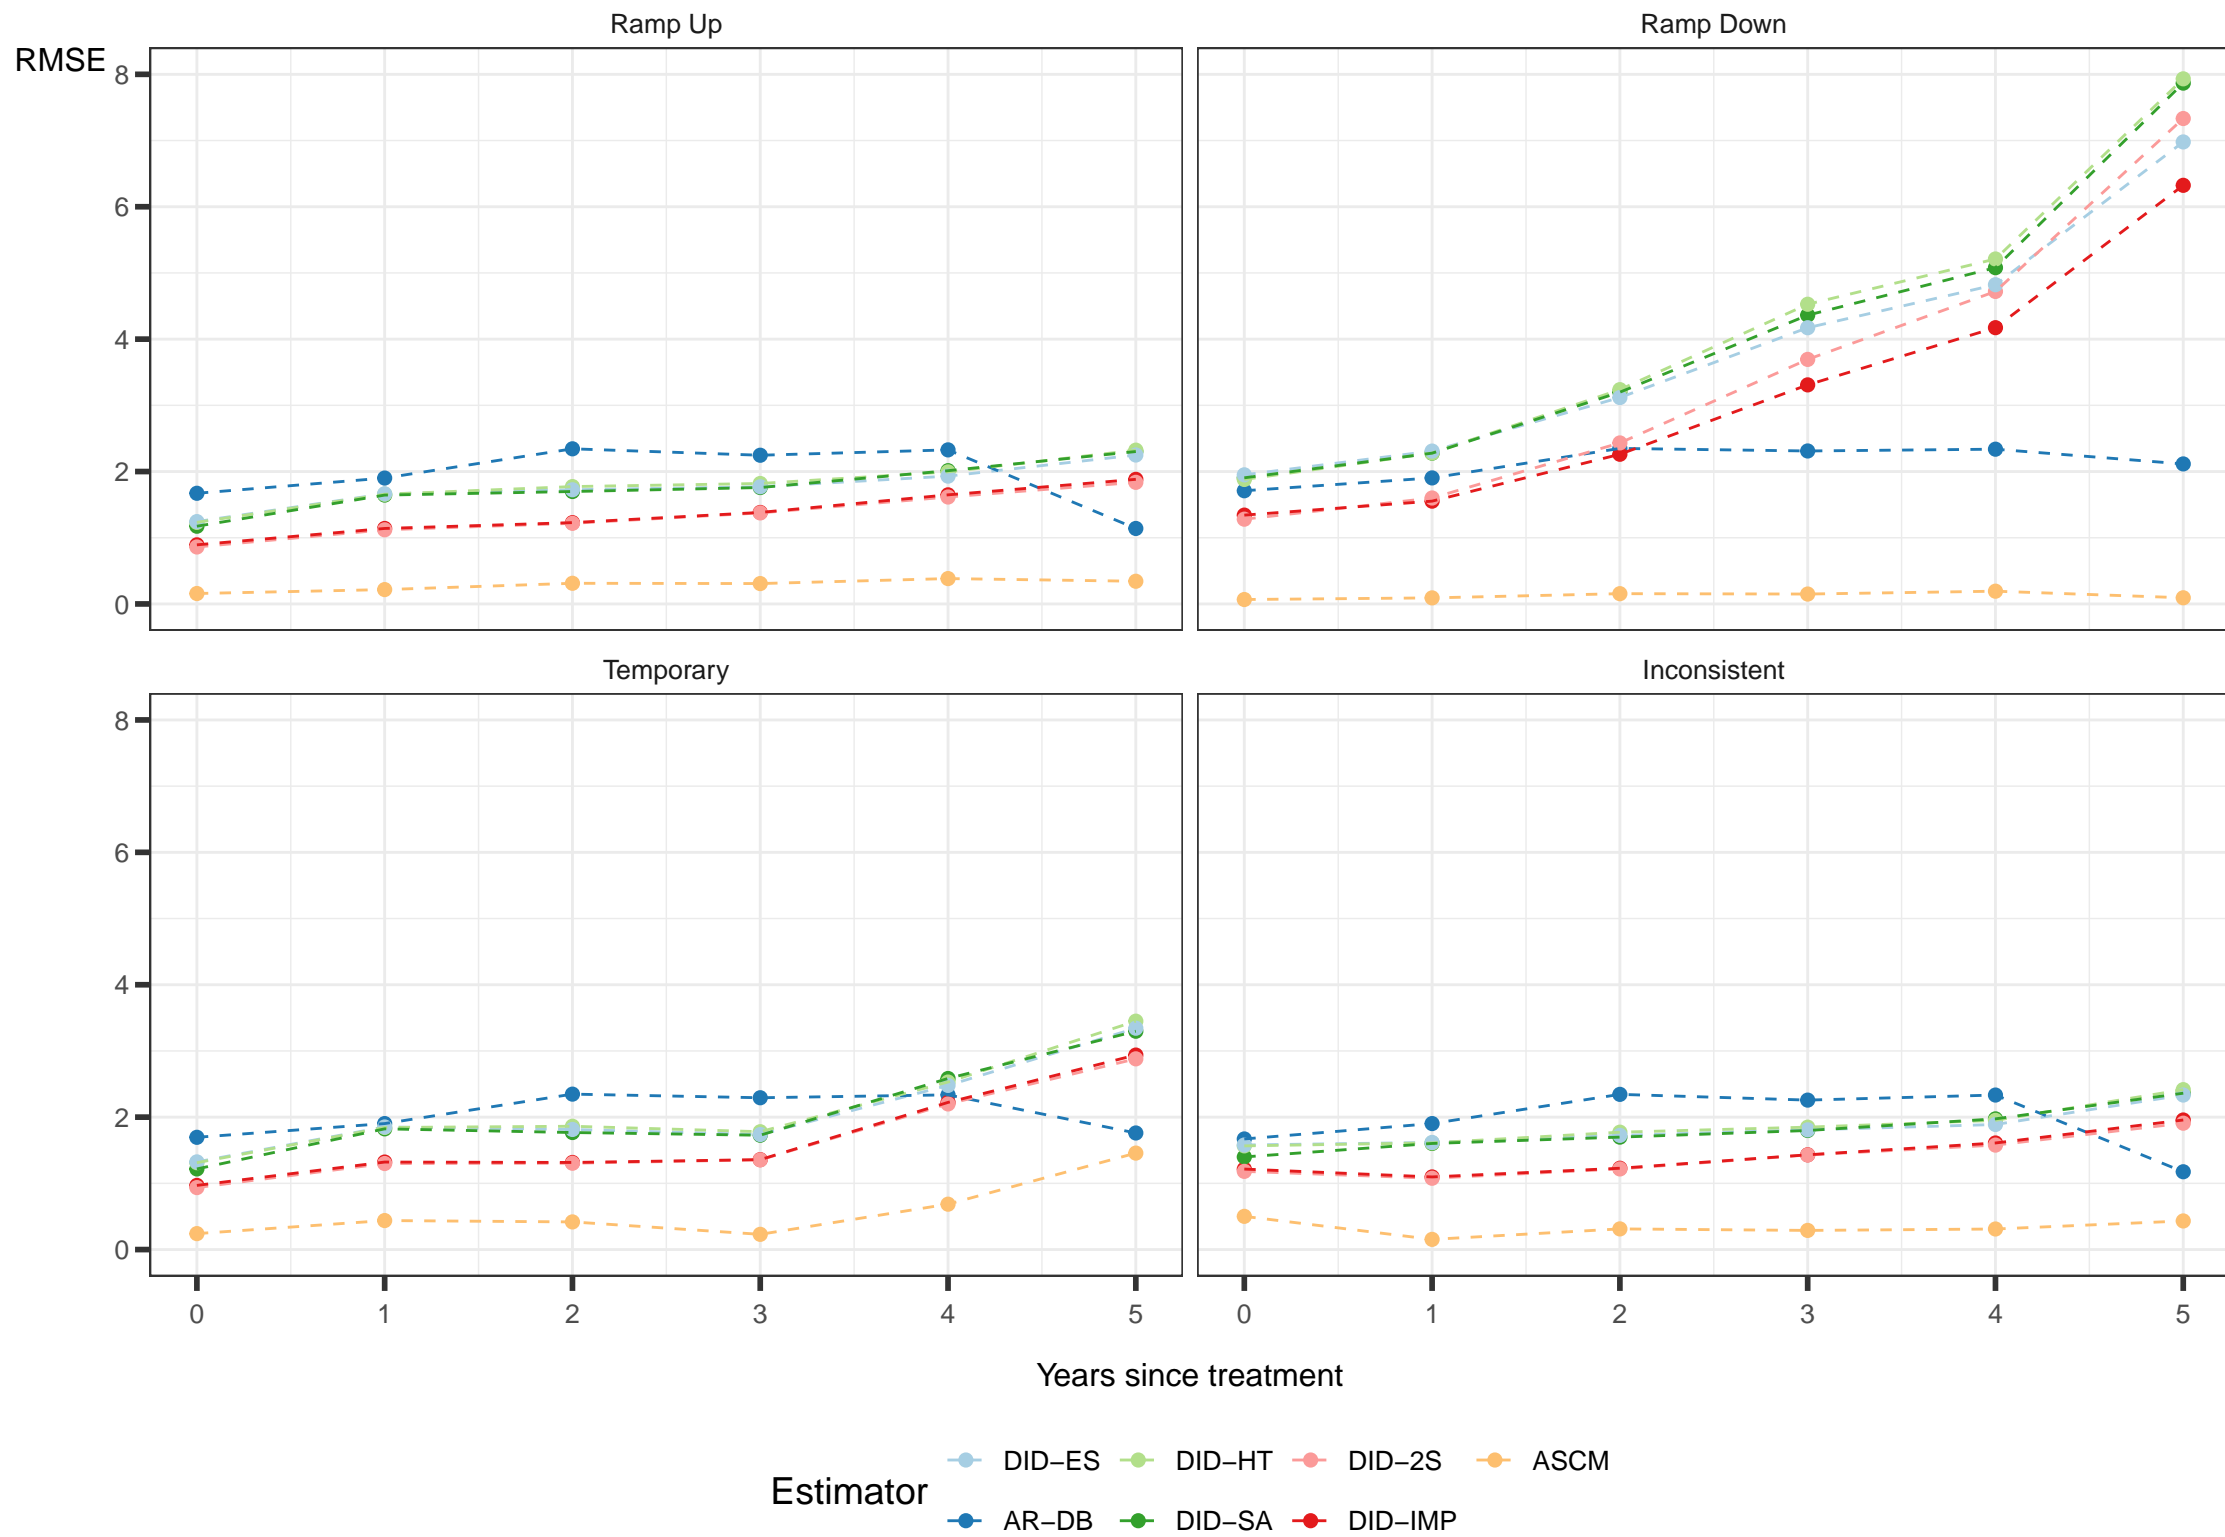 Ramp Up
Ramp Down
RMSE
8
6
4
2
0
Temporary
Inconsistent
8
6
4
2
0
0 1 2 3 4 5
0 1 2 3 4 5
Years since treatment
Estimator
DID−ES DID−HT DID−2S ASCM
AR−DB DID−SA DID−IMP